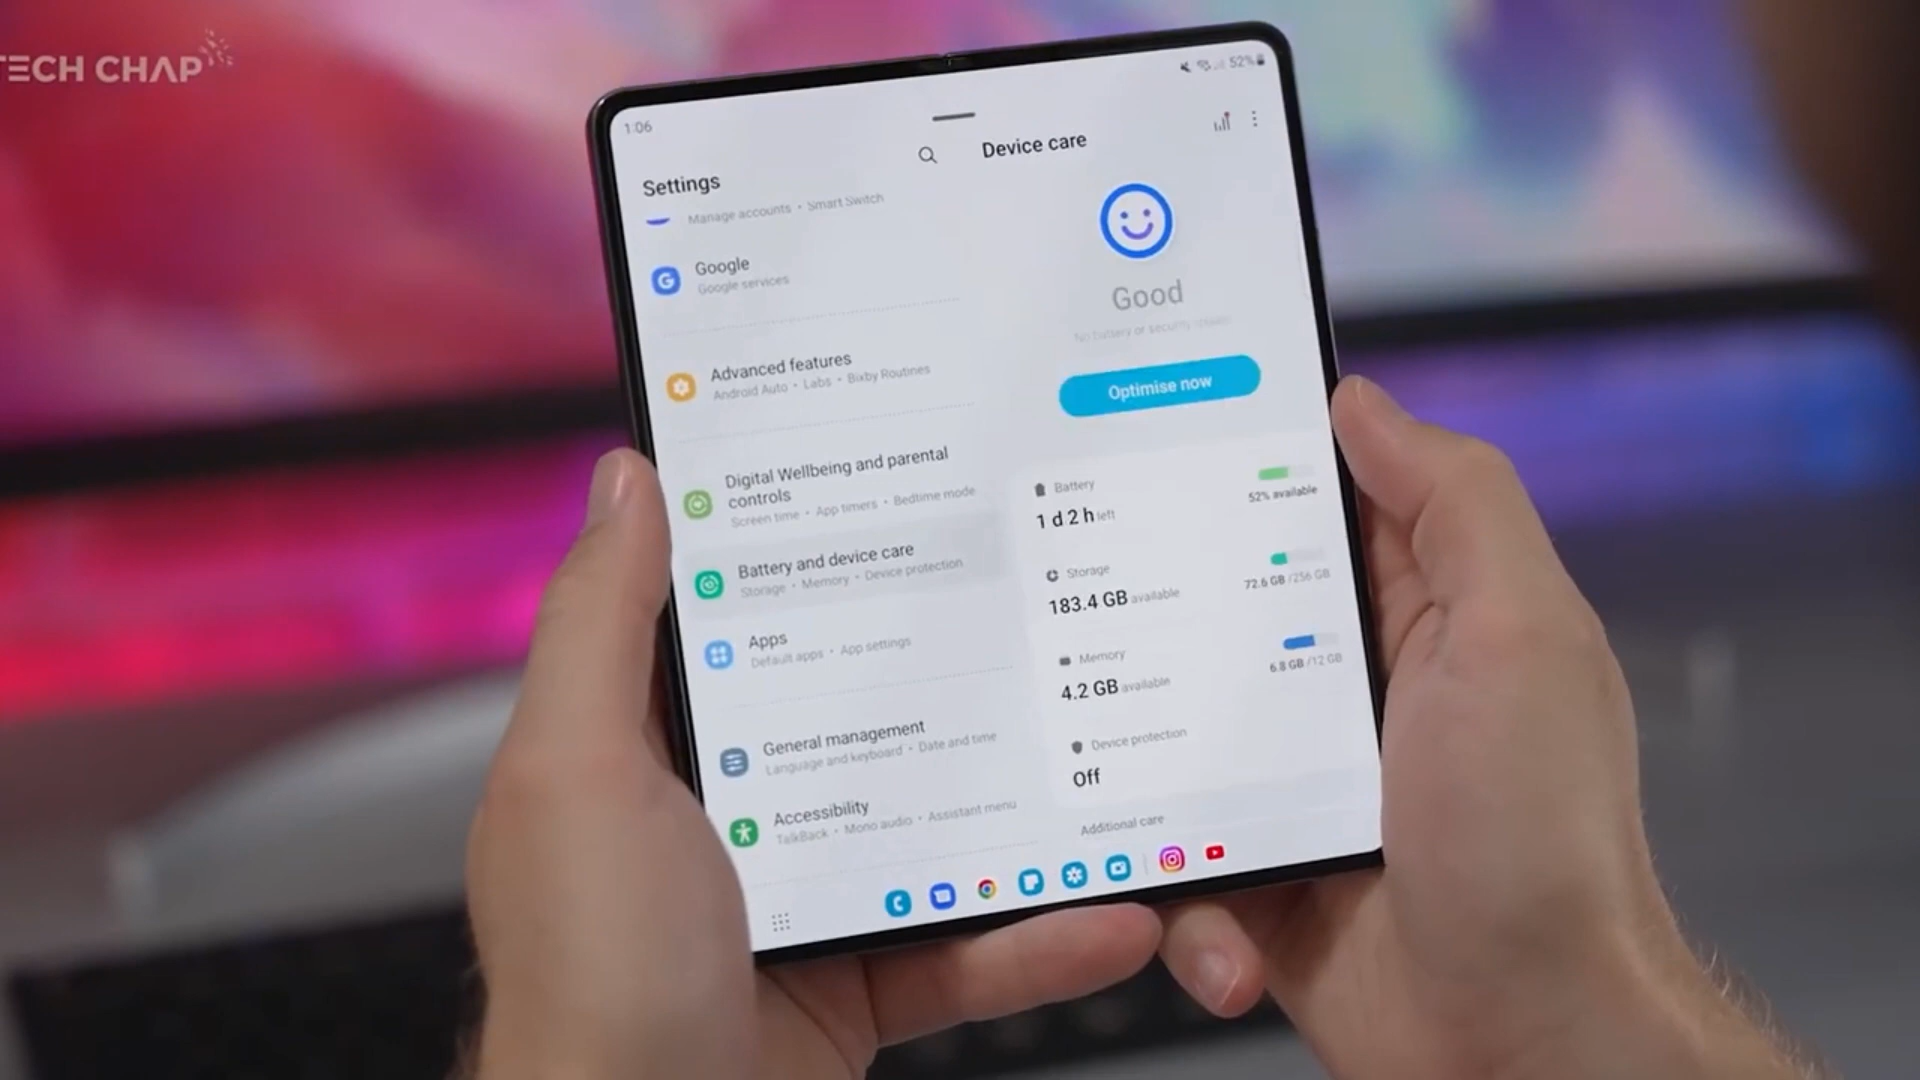 TECH CHAP
1:06
52%
Settings
Device care
Manage accounts • Smart Switch
Google
Google services
Advanced features
Android Auto • Labs • Bixby Routines
Digital Wellbeing and parental
controls
Screen time • App timers • Bedtime mode
Battery and device care
Storage • Memory • Device protection
Apps
Default apps • App settings
General management
Language and keyboard • Date and time
Accessibility
TalkBack • Mono audio • Assistant menu
Good
No battery or security
Optimise now
Battery
1 d 2 h left
52% available
Storage
183.4 GB available
72.6 GB /256 GB
Memory
4.2 GB available
6.8 GB /12 GB
Device protection
Off
Additional care